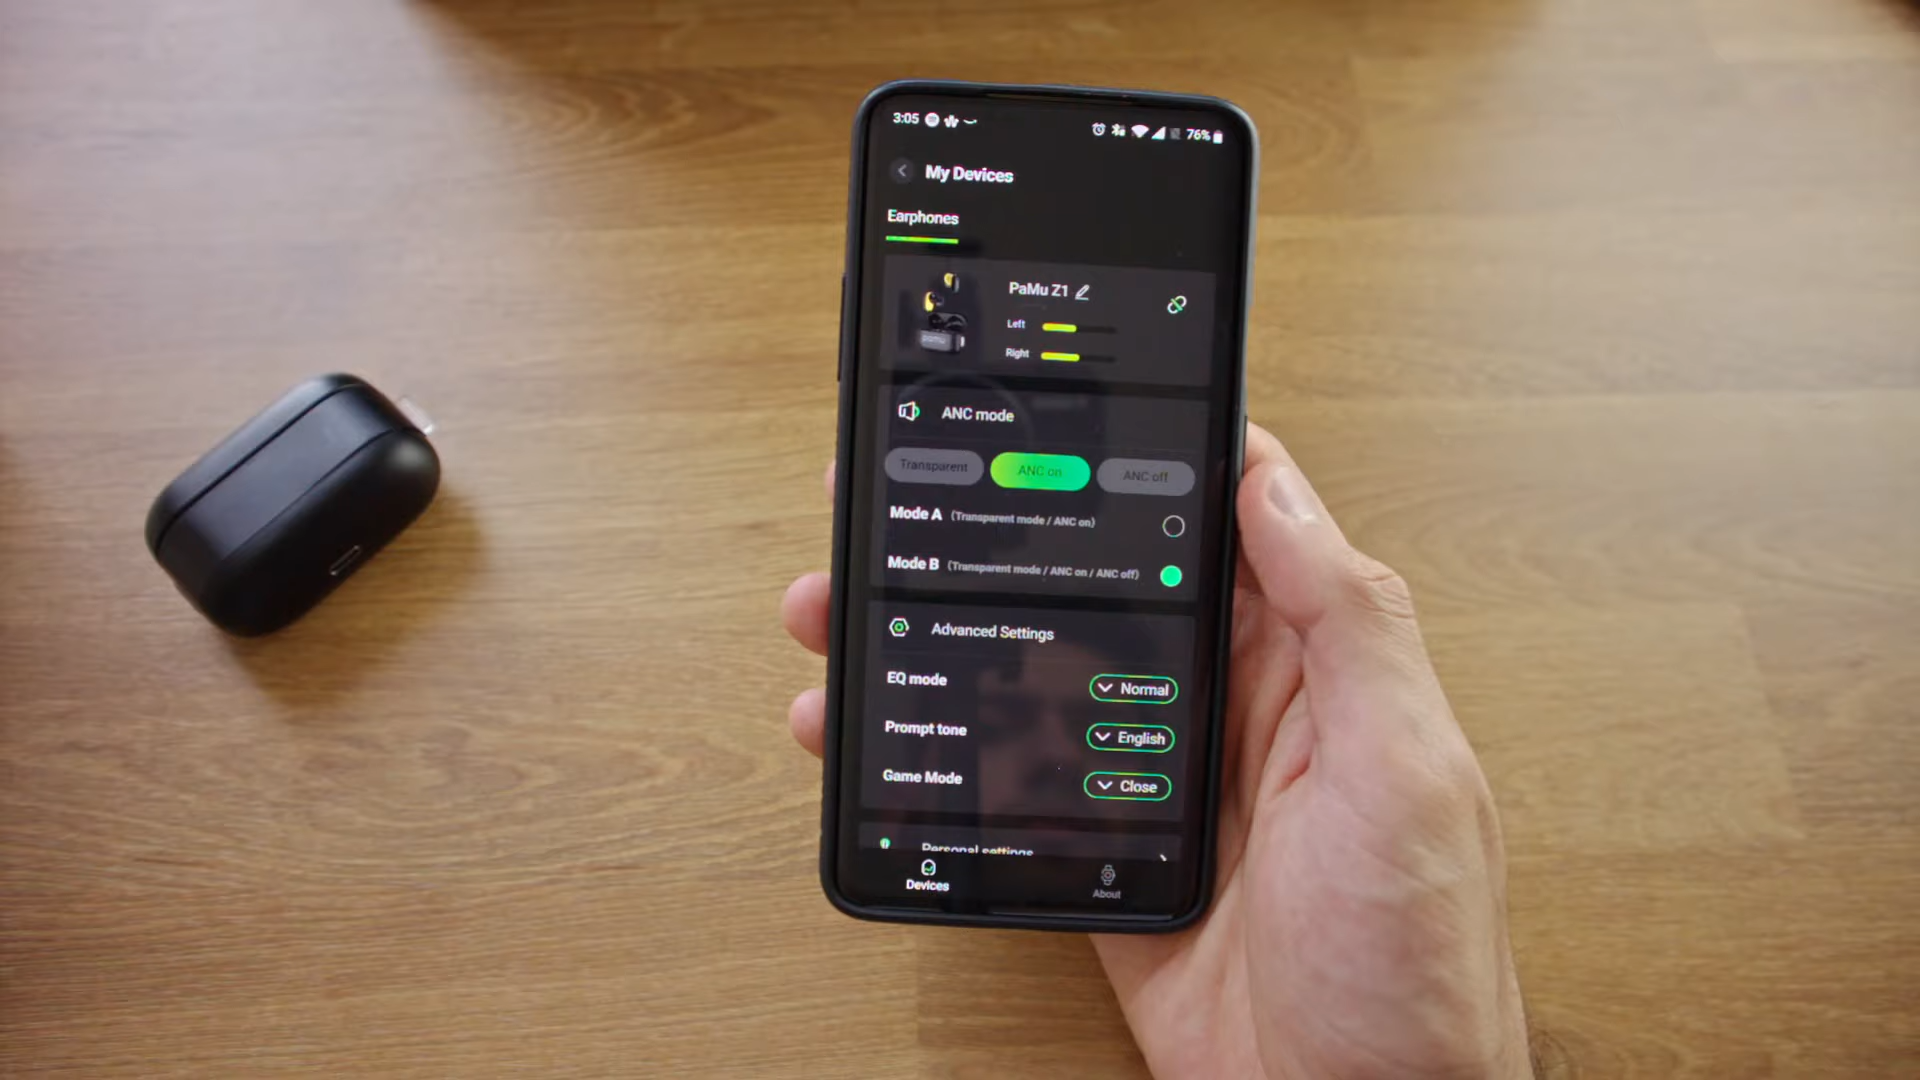 3:05 76%
My Devices
Earphones
PaMu Z1
Left
Right
ANC mode
Transparent ANC on ANC off
Mode A (Transparent mode / ANC on)
Mode B (Transparent mode / ANC on / ANC off)
Advanced Settings
EQ mode Normal
Prompt tone English
Game Mode Close
Personal settings
Devices About